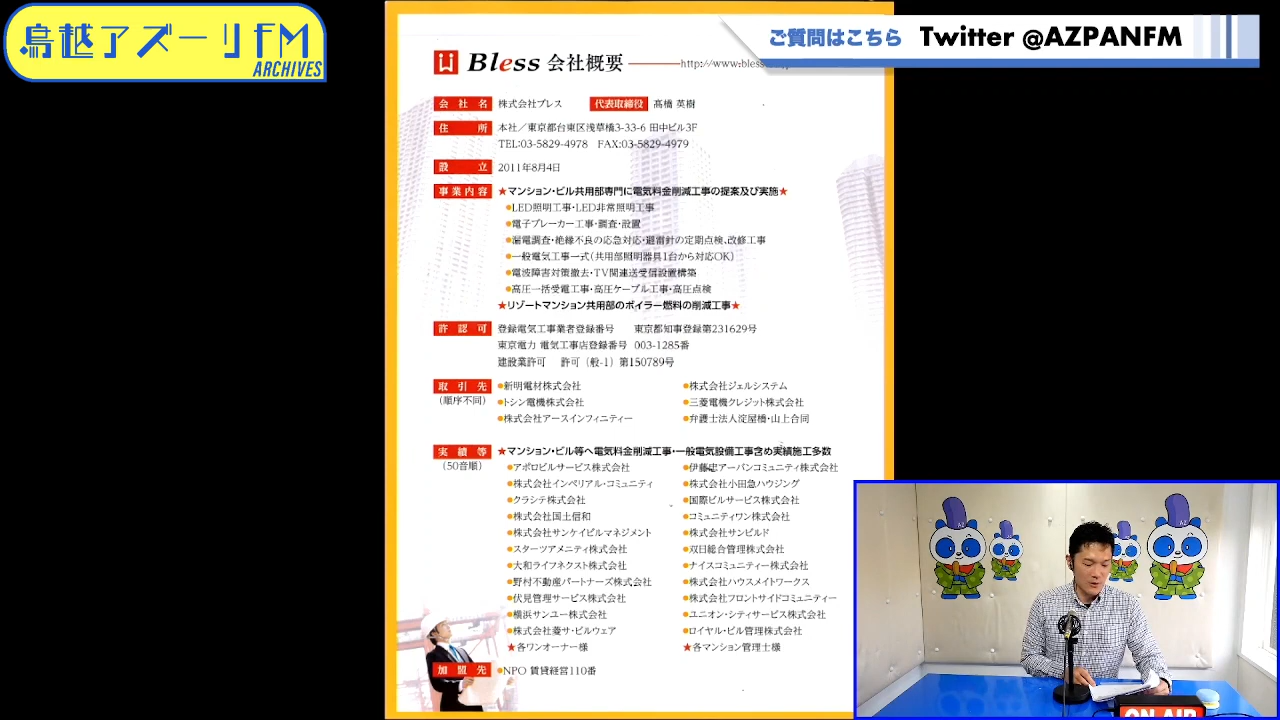 鳥越アズーリFM
ARCHIVES
ご質問はこちら Twitter @AZPANFM
Bless 会社概要 http://www.bless
会社名 株式会社ブレス 代表取締役 髙橋 英樹
住所 本社／東京都台東区浅草橋3-33-6 田中ビル3F
TEL:03-5829-4978 FAX:03-5829-4979
設立 2011年8月4日
事業内容 ★マンション・ビル共用部専門に電気料金削減工事の提案及び実施★
●LED照明工事・LED非常照明工事
●電子ブレーカー工事・調査・設置
●漏電調査・絶縁不良の応急対応・避雷針の定期点検、改修工事
●一般電気工事一式（共用部照明器具1台から対応OK）
●電波障害対策撤去・TV関連送受信設置構築
●高圧一括受電工事・高圧ケーブル工事・高圧点検
★リゾートマンション共用部のボイラー燃料の削減工事★
許認可 登録電気工事業者登録番号 東京都知事登録第231629号
東京電力 電気工事店登録番号 003-1285番
建設業許可 許可（般-1）第150789号
取引先 ●新明電材株式会社 ●株式会社ジェルシステム
（順序不同） ●トシン電機株式会社 ●三菱電機クレジット株式会社
●株式会社アースインフィニティー ●弁護士法人淀屋橋・山上合同
実績等 ★マンション・ビル等へ電気料金削減工事・一般電気設備工事含め実績施工多数
（50音順） ●アポロビルサービス株式会社 ●伊藤忠アーバンコミュニティ株式会社
●株式会社インペリアル・コミュニティ ●株式会社小田急ハウジング
●クラシテ株式会社 ●国際ビルサービス株式会社
●株式会社国土信和 ●コミュニティワン株式会社
●株式会社サンケイビルマネジメント ●株式会社サンビルド
●スターツアメニティ株式会社 ●双日総合管理株式会社
●大和ライフネクスト株式会社 ●ナイスコミュニティー株式会社
●野村不動産パートナーズ株式会社 ●株式会社ハウスメイトワークス
●伏見管理サービス株式会社 ●株式会社フロントサイドコミュニティー
●横浜サンユー株式会社 ●ユニオン・シティサービス株式会社
●株式会社菱サ・ビルウェア ●ロイヤル・ビル管理株式会社
★各ワンオーナー様 ★各マンション管理士様
加盟先 ●NPO 賃貸経営110番
ON AIR